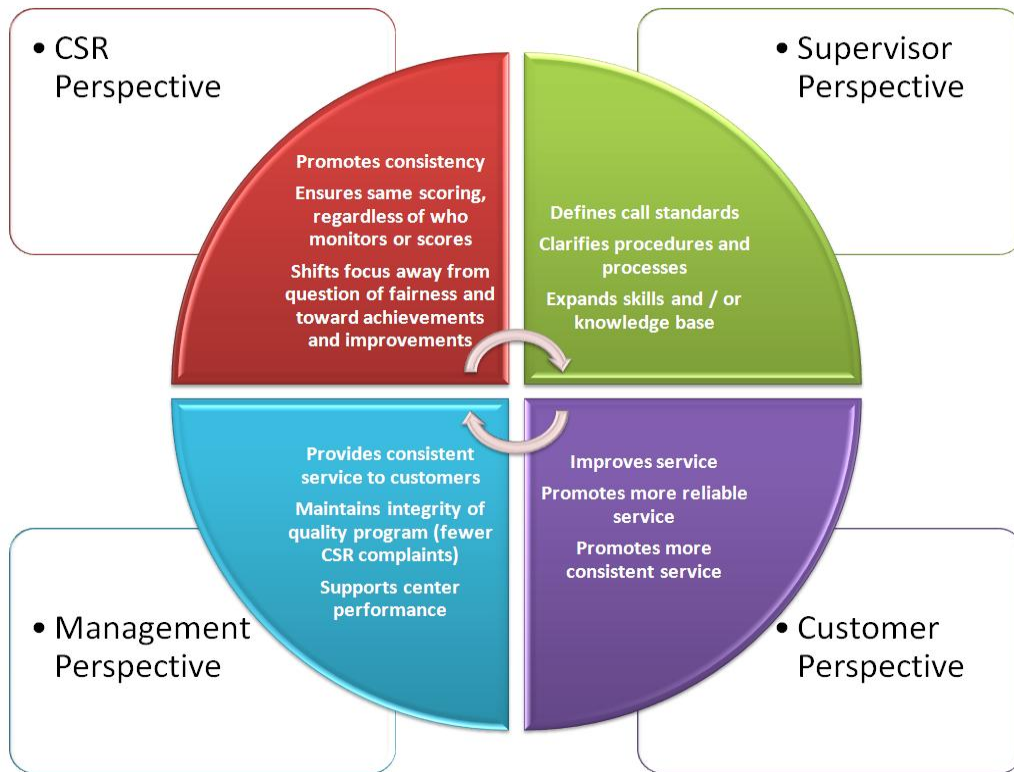 • CSR
Perspective
• Supervisor
Perspective
Promotes consistency
Ensures same scoring,
regardless of who
monitors or scores
Shifts focus away from
question of fairness and
toward achievements
and improvements
Defines call standards
Clarifies procedures and
processes
Expands skills and / or
knowledge base
Provides consistent
service to customers
Maintains integrity of
quality program (fewer
CSR complaints)
Supports center
performance
Improves service
Promotes more reliable
service
Promotes more
consistent service
• Management
Perspective
• Customer
Perspective